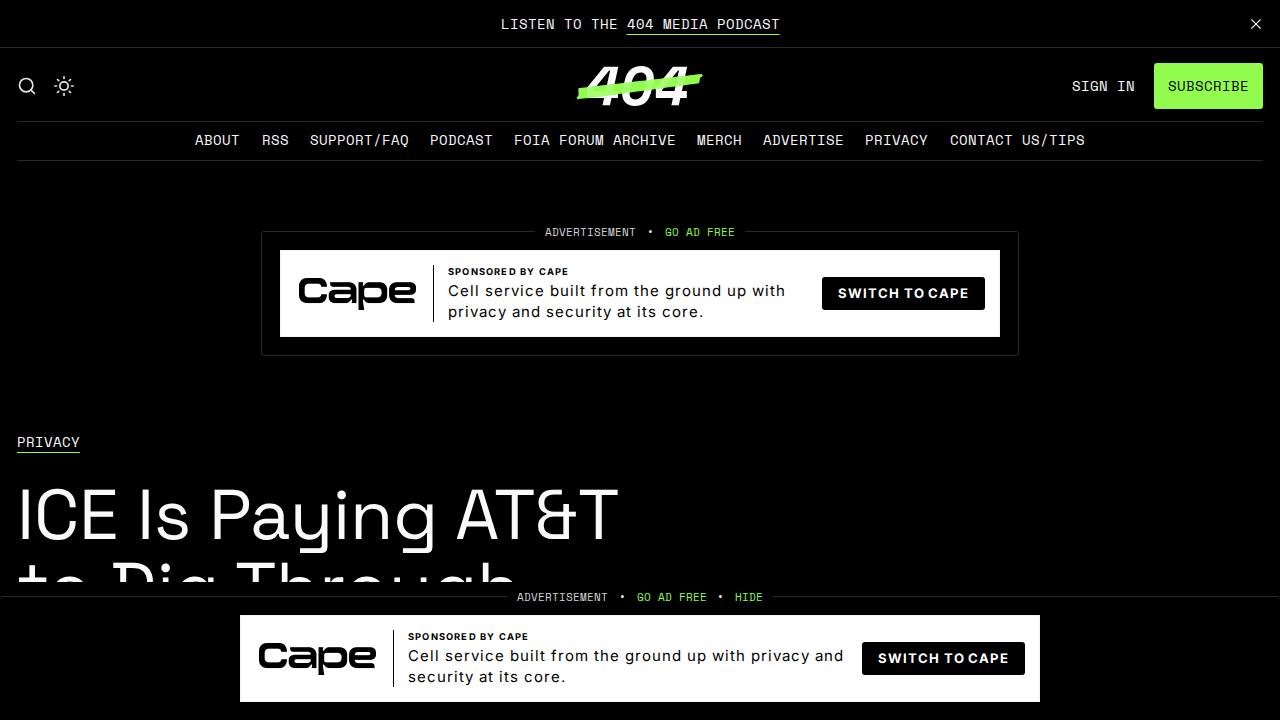 LISTEN TO THE 404 MEDIA PODCAST
404
SIGN IN
SUBSCRIBE
ABOUT RSS SUPPORT/FAQ PODCAST FOIA FORUM ARCHIVE MERCH ADVERTISE PRIVACY CONTACT US/TIPS
ADVERTISEMENT • GO AD FREE
Cape
SPONSORED BY CAPE
Cell service built from the ground up with
privacy and security at its core.
SWITCH TO CAPE
PRIVACY
ICE Is Paying AT&T
to Dig Through
ADVERTISEMENT • GO AD FREE • HIDE
Cape
SPONSORED BY CAPE
Cell service built from the ground up with privacy and
security at its core.
SWITCH TO CAPE